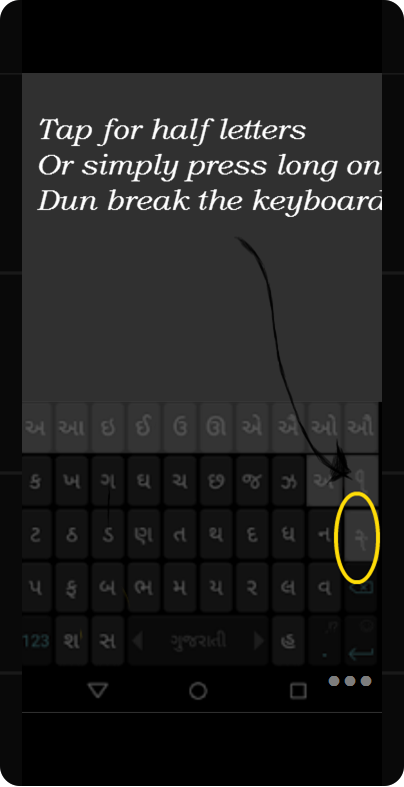 Tap for half letters
Or simply press long on
Dun break the keyboard
અ આ ઇ ઈ ઉ ઊ એ ઐ ઓ ઔ
ક ખ ગ ઘ ચ છ જ ઝ
ટ ઠ ડ ણ ત થ દ ધ ન
પ ફ બ ભ મ ય ર લ વ
123 શ સ ગુજરાતી હ .